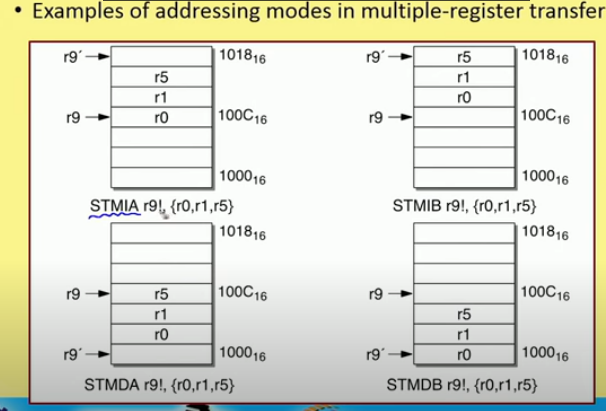 • Examples of addressing modes in multiple-register transfer
r9′ 1018₁₆
r5
r1
r9 r0 100C₁₆
1000₁₆
STMIA r9!, {r0,r1,r5}
r9′ r5 1018₁₆
r1
r0
r9 100C₁₆
1000₁₆
STMIB r9!, {r0,r1,r5}
1018₁₆
r9 r5 100C₁₆
r1
r0
r9′ 1000₁₆
STMDA r9!, {r0,r1,r5}
1018₁₆
r9 100C₁₆
r5
r1
r9′ r0 1000₁₆
STMDB r9!, {r0,r1,r5}